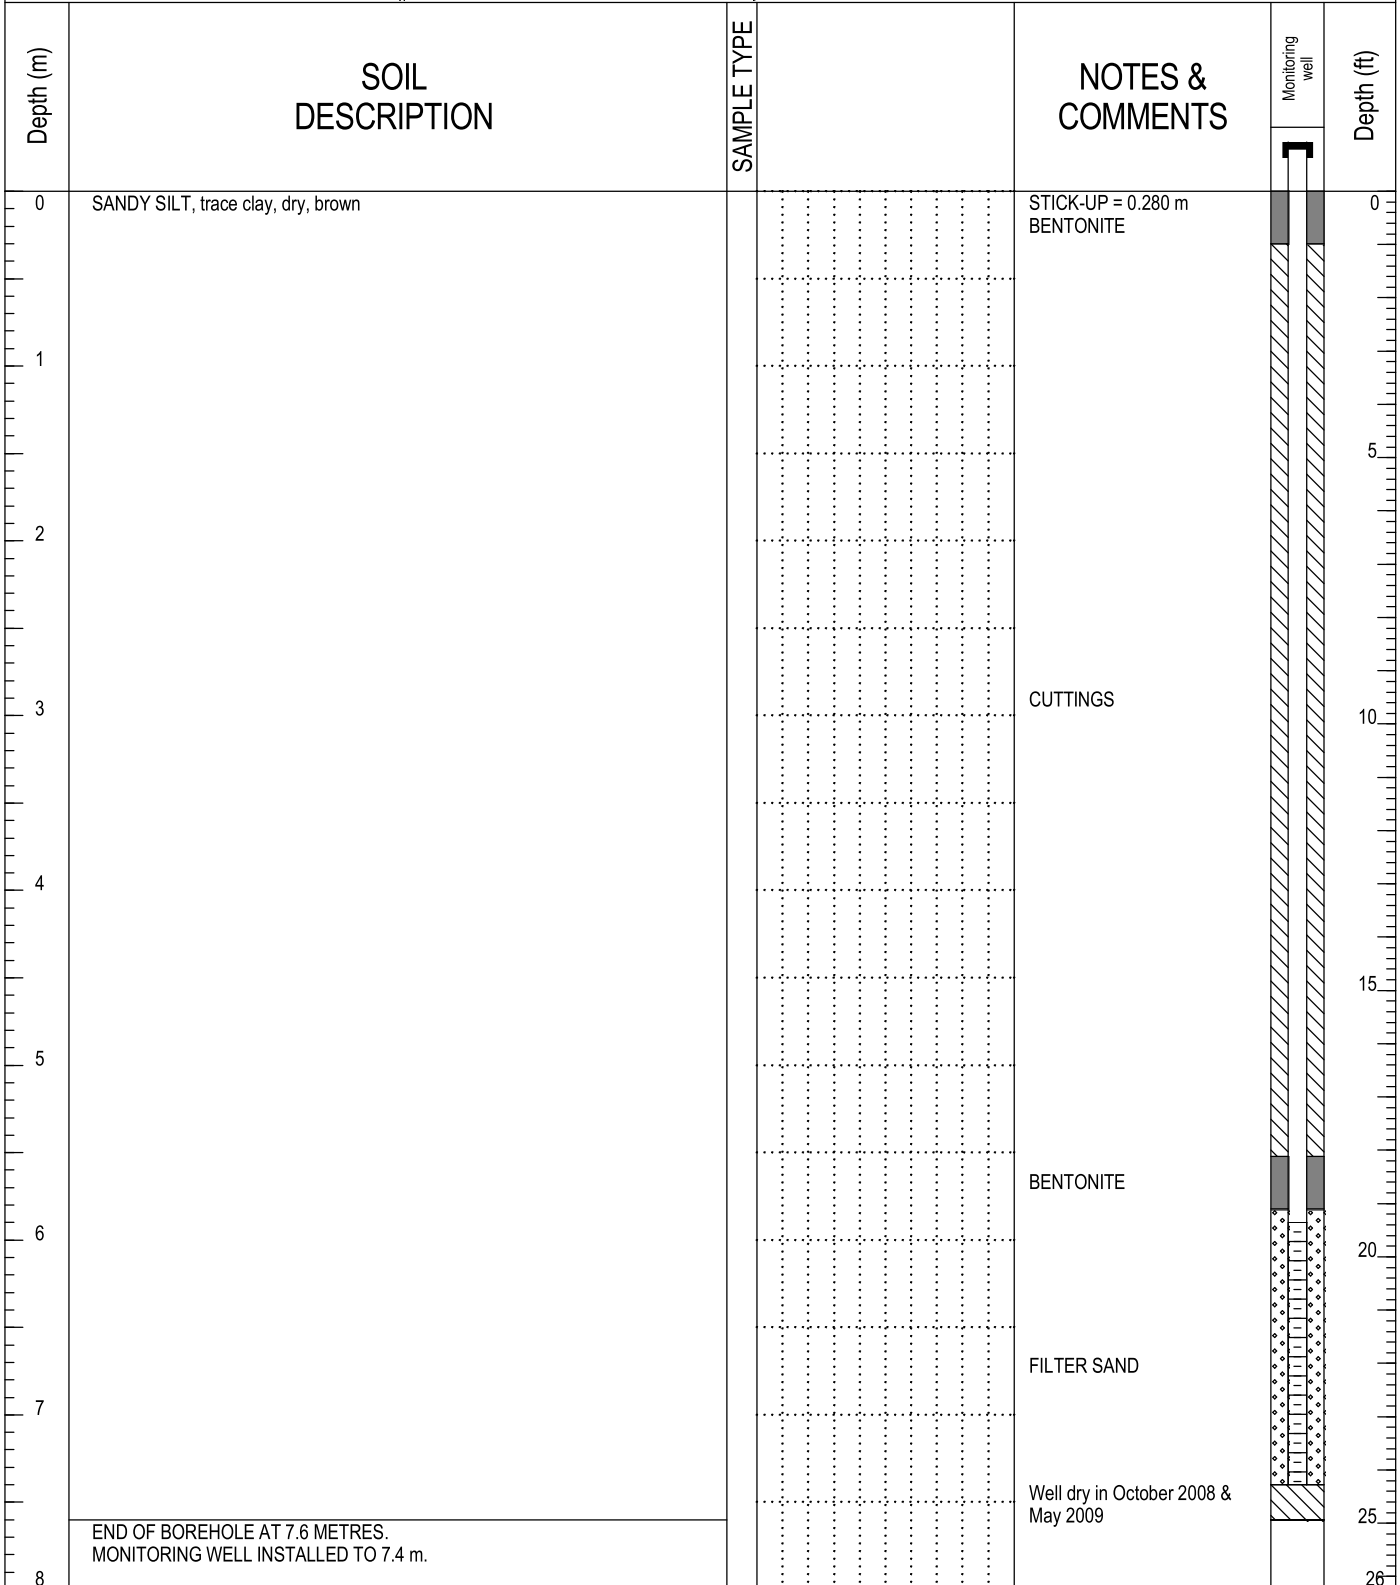 Depth (m)
SOIL
DESCRIPTION
SAMPLE TYPE
NOTES &
COMMENTS
Monitoring
well
Depth (ft)
0
SANDY SILT, trace clay, dry, brown
STICK-UP = 0.280 m
BENTONITE
0
1
5
2
3
CUTTINGS
10
4
15
5
BENTONITE
6
20
FILTER SAND
7
Well dry in October 2008 &
May 2009
25
END OF BOREHOLE AT 7.6 METRES.
MONITORING WELL INSTALLED TO 7.4 m.
8
26